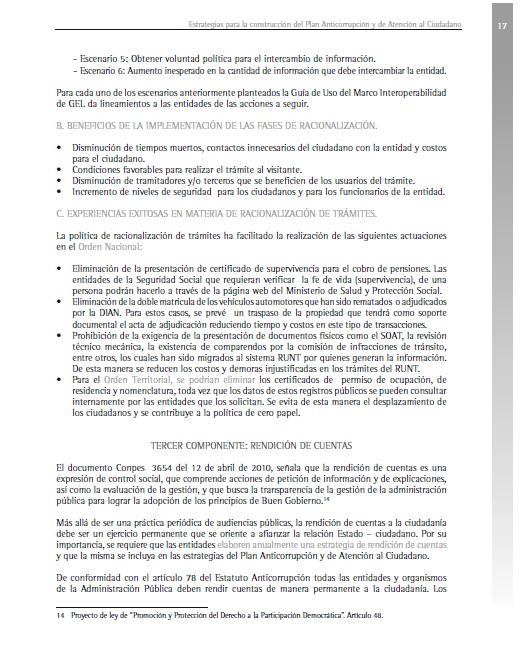 Estrategias para la construcción del Plan Anticorrupción y de Atención al Ciudadano
17
- Escenario 5: Obtener voluntad política para el intercambio de información.
- Escenario 6: Aumento inesperado en la cantidad de información que debe intercambiar la entidad.
Para cada uno de los escenarios anteriormente planteados la Guía de Uso del Marco Interoperabilidad
de GEL da lineamientos a las entidades de las acciones a seguir.
B. BENEFICIOS DE LA IMPLEMENTACIÓN DE LAS FASES DE RACIONALIZACIÓN.
• Disminución de tiempos muertos, contactos innecesarios del ciudadano con la entidad y costos
para el ciudadano.
• Condiciones favorables para realizar el trámite al visitante.
• Disminución de tramitadores y/o terceros que se beneficien de los usuarios del trámite.
• Incremento de niveles de seguridad para los ciudadanos y para los funcionarios de la entidad.
C. EXPERIENCIAS EXITOSAS EN MATERIA DE RACIONALIZACIÓN DE TRÁMITES.
La política de racionalización de trámites ha facilitado la realización de las siguientes actuaciones
en el Orden Nacional:
• Eliminación de la presentación de certificado de supervivencia para el cobro de pensiones. Las
entidades de la Seguridad Social que requieran verificar la fe de vida (supervivencia), de una
persona podrán hacerlo a través de la página web del Ministerio de Salud y Protección Social.
• Eliminación de la doble matricula de los vehículos automotores que han sido rematados o adjudicados
por la DIAN. Para estos casos, se prevé un traspaso de la propiedad que tendrá como soporte
documental el acta de adjudicación reduciendo tiempo y costos en este tipo de transacciones.
• Prohibición de la exigencia de la presentación de documentos físicos como el SOAT, la revisión
técnico mecánica, la existencia de comparendos por la comisión de infracciones de tránsito,
entre otros, los cuales han sido migrados al sistema RUNT por quienes generan la información.
De esta manera se reducen los costos y demoras injustificadas en los trámites del RUNT.
• Para el Orden Territorial, se podrían eliminar los certificados de permiso de ocupación, de
residencia y nomenclatura, toda vez que los datos de estos registros públicos se pueden consultar
internamente por las entidades que los solicitan. Se evita de esta manera el desplazamiento de
los ciudadanos y se contribuye a la política de cero papel.
TERCER COMPONENTE: RENDICIÓN DE CUENTAS
El documento Conpes 3654 del 12 de abril de 2010, señala que la rendición de cuentas es una
expresión de control social, que comprende acciones de petición de información y de explicaciones,
así como la evaluación de la gestión, y que busca la transparencia de la gestión de la administración
pública para lograr la adopción de los principios de Buen Gobierno.14
Más allá de ser una práctica periódica de audiencias públicas, la rendición de cuentas a la ciudadanía
debe ser un ejercicio permanente que se oriente a afianzar la relación Estado – ciudadano. Por su
importancia, se requiere que las entidades elaboren anualmente una estrategia de rendición de cuentas
y que la misma se incluya en las estrategias del Plan Anticorrupción y de Atención al Ciudadano.
De conformidad con el artículo 78 del Estatuto Anticorrupción todas las entidades y organismos
de la Administración Pública deben rendir cuentas de manera permanente a la ciudadanía. Los
14 Proyecto de ley de "Promoción y Protección del Derecho a la Participación Democrática". Artículo 48.